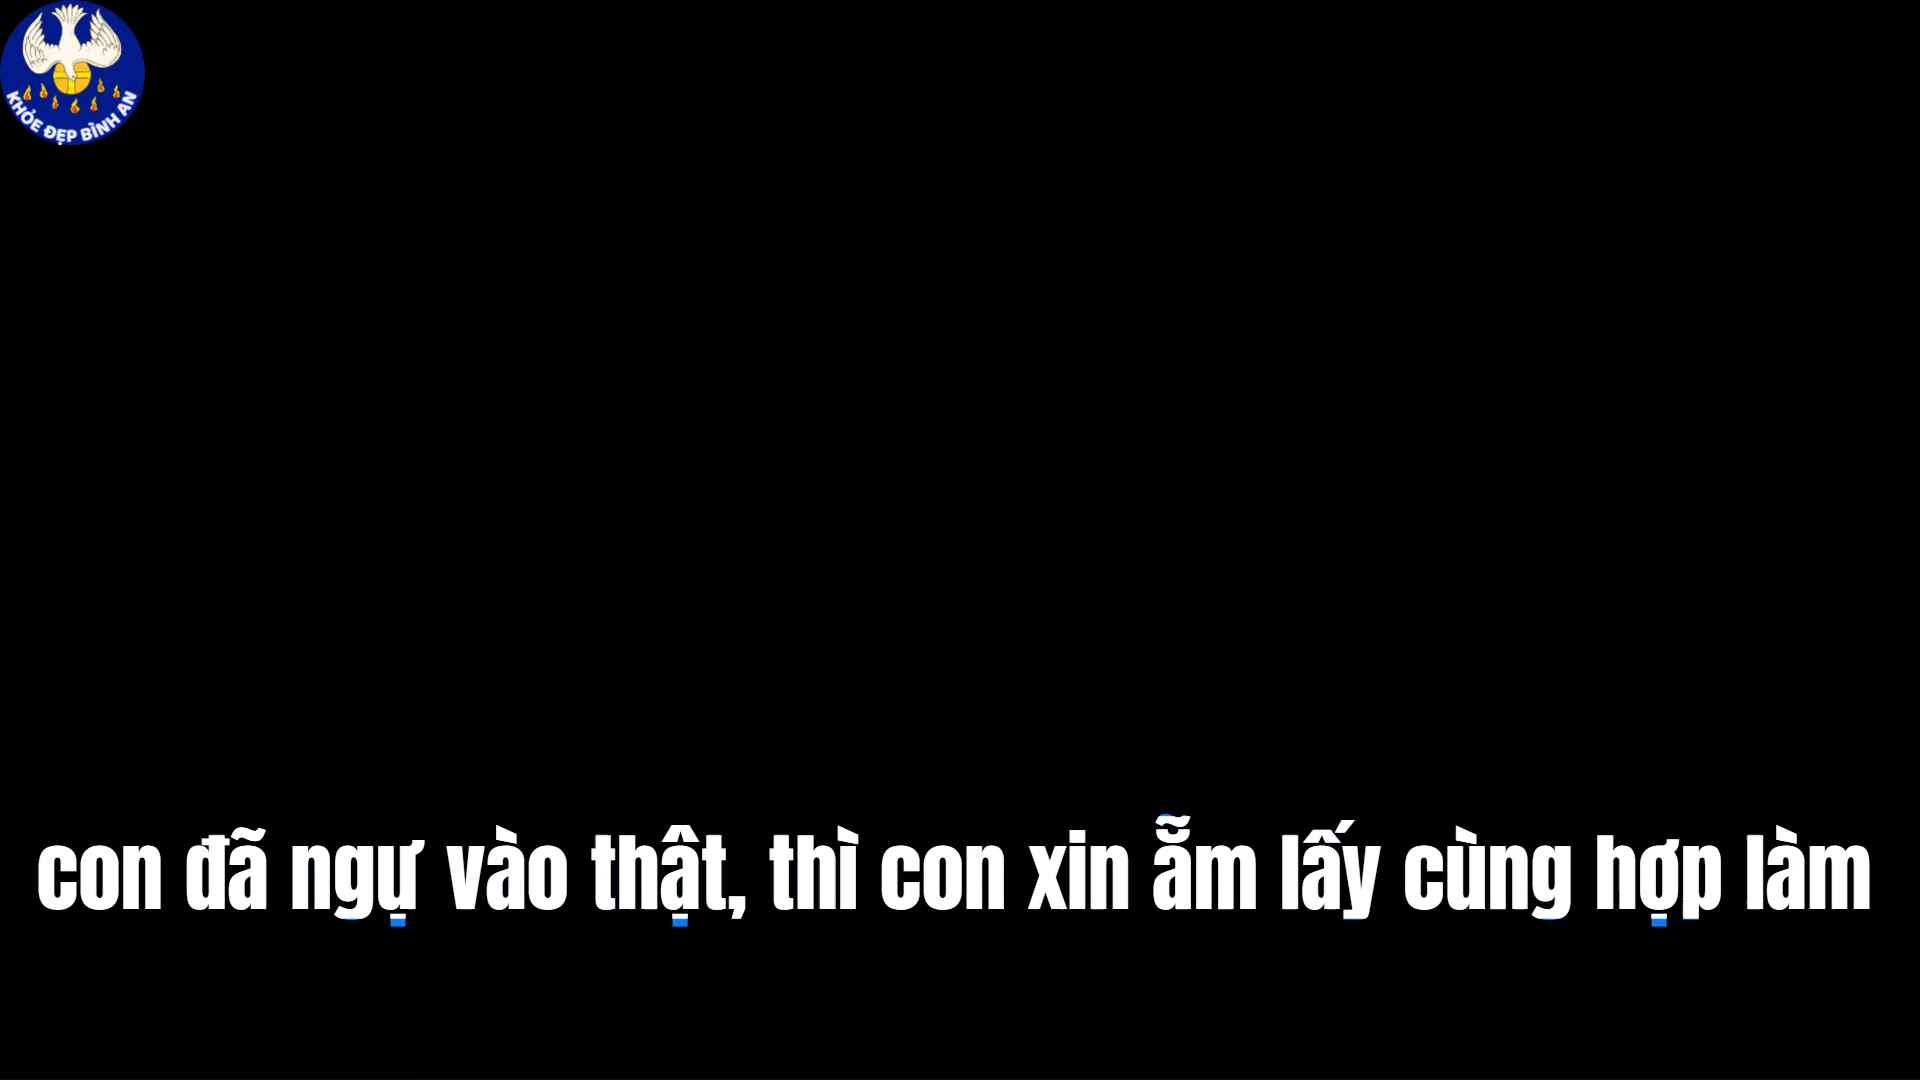 KHỎE ĐẸP BÌNH AN
con đã ngự vào thật, thì con xin ẵm lấy cùng hợp làm